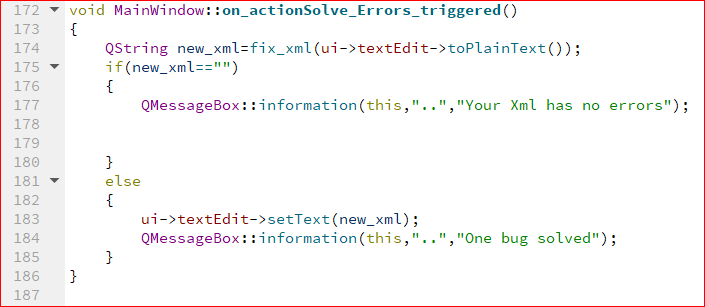 172 void MainWindow::on_actionSolve_Errors_triggered()
173 {
174     QString new_xml=fix_xml(ui->textEdit->toPlainText());
175     if(new_xml=="")
176     {
177         QMessageBox::information(this,"..","Your Xml has no errors");
178
179
180     }
181     else
182     {
183         ui->textEdit->setText(new_xml);
184         QMessageBox::information(this,"..","One bug solved");
185     }
186 }
187